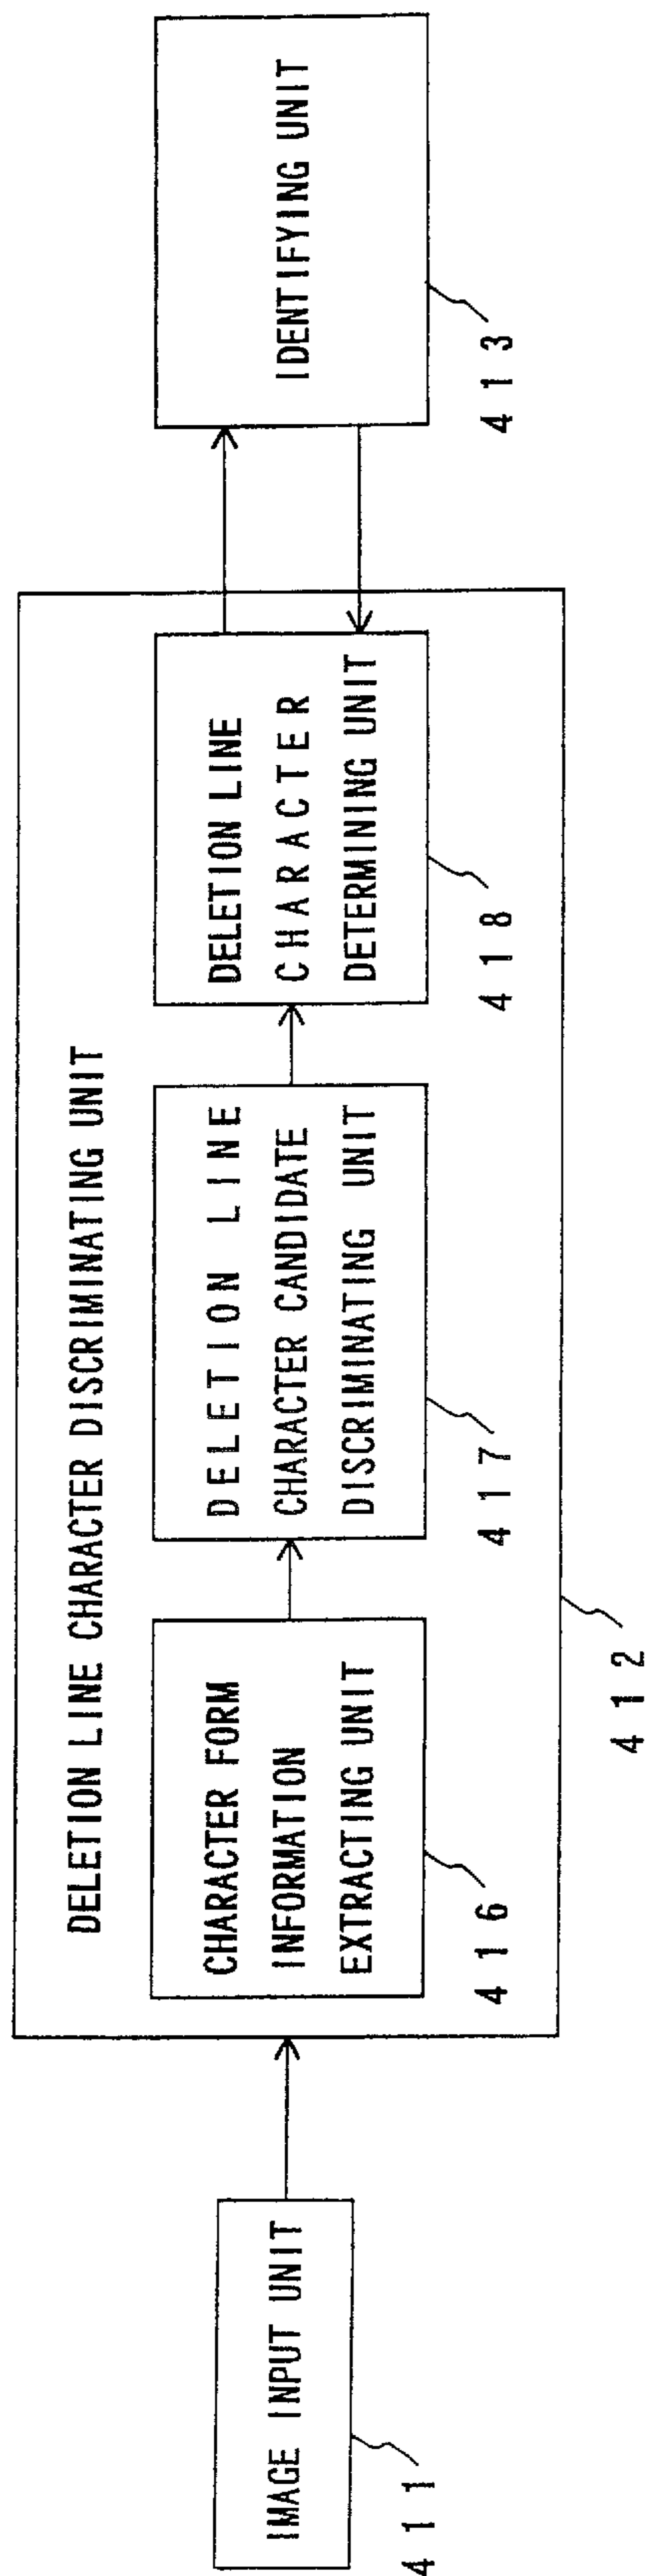 DELETION LINE CHARACTER DISCRIMINATING UNIT
IMAGE INPUT UNIT
411
CHARACTER FORM
INFORMATION
EXTRACTING UNIT
416
DELETION LINE
CHARACTER CANDIDATE
DISCRIMINATING UNIT
417
DELETION LINE
CHARACTER
DETERMINING UNIT
418
IDENTIFYING UNIT
413
412